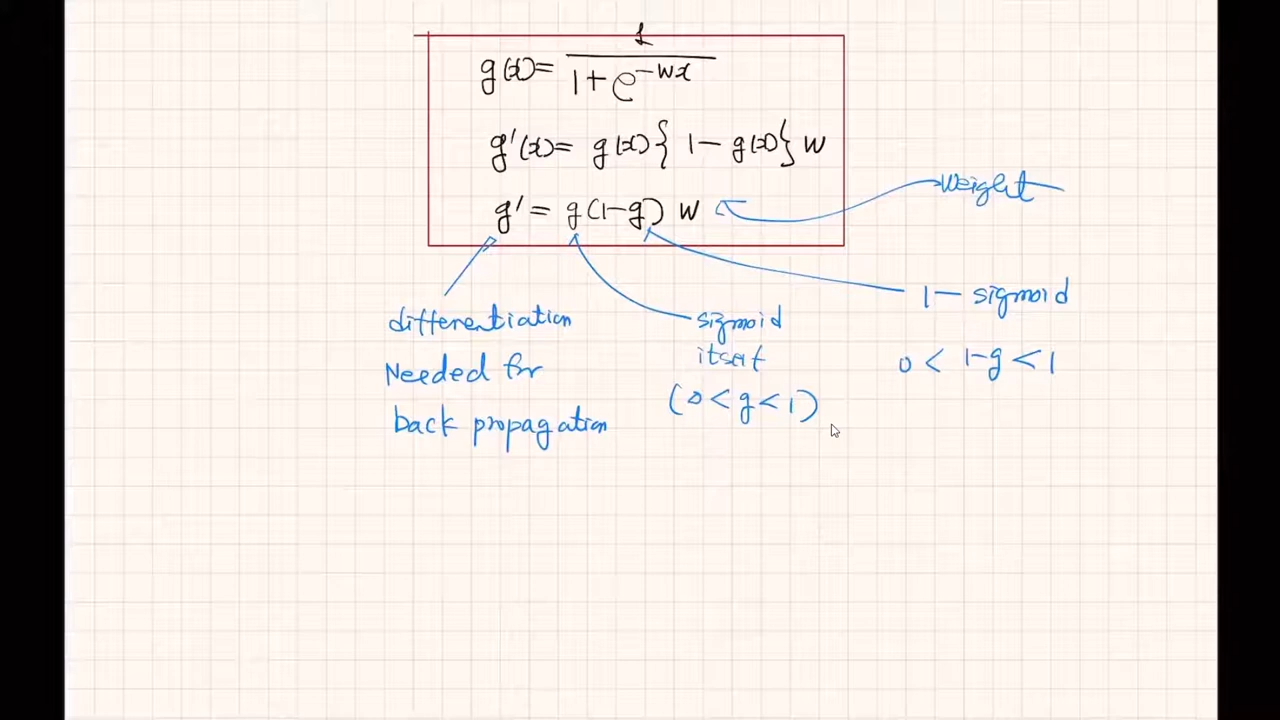 g(x) = 1 / (1 + e^{-wx})
g'(x) = g(x) { 1 - g(x) } w
g' = g (1-g) w
weight
differentiation
Needed for
back propagation
sigmoid
itself
(0 < g < 1)
1 - sigmoid
0 < 1-g < 1